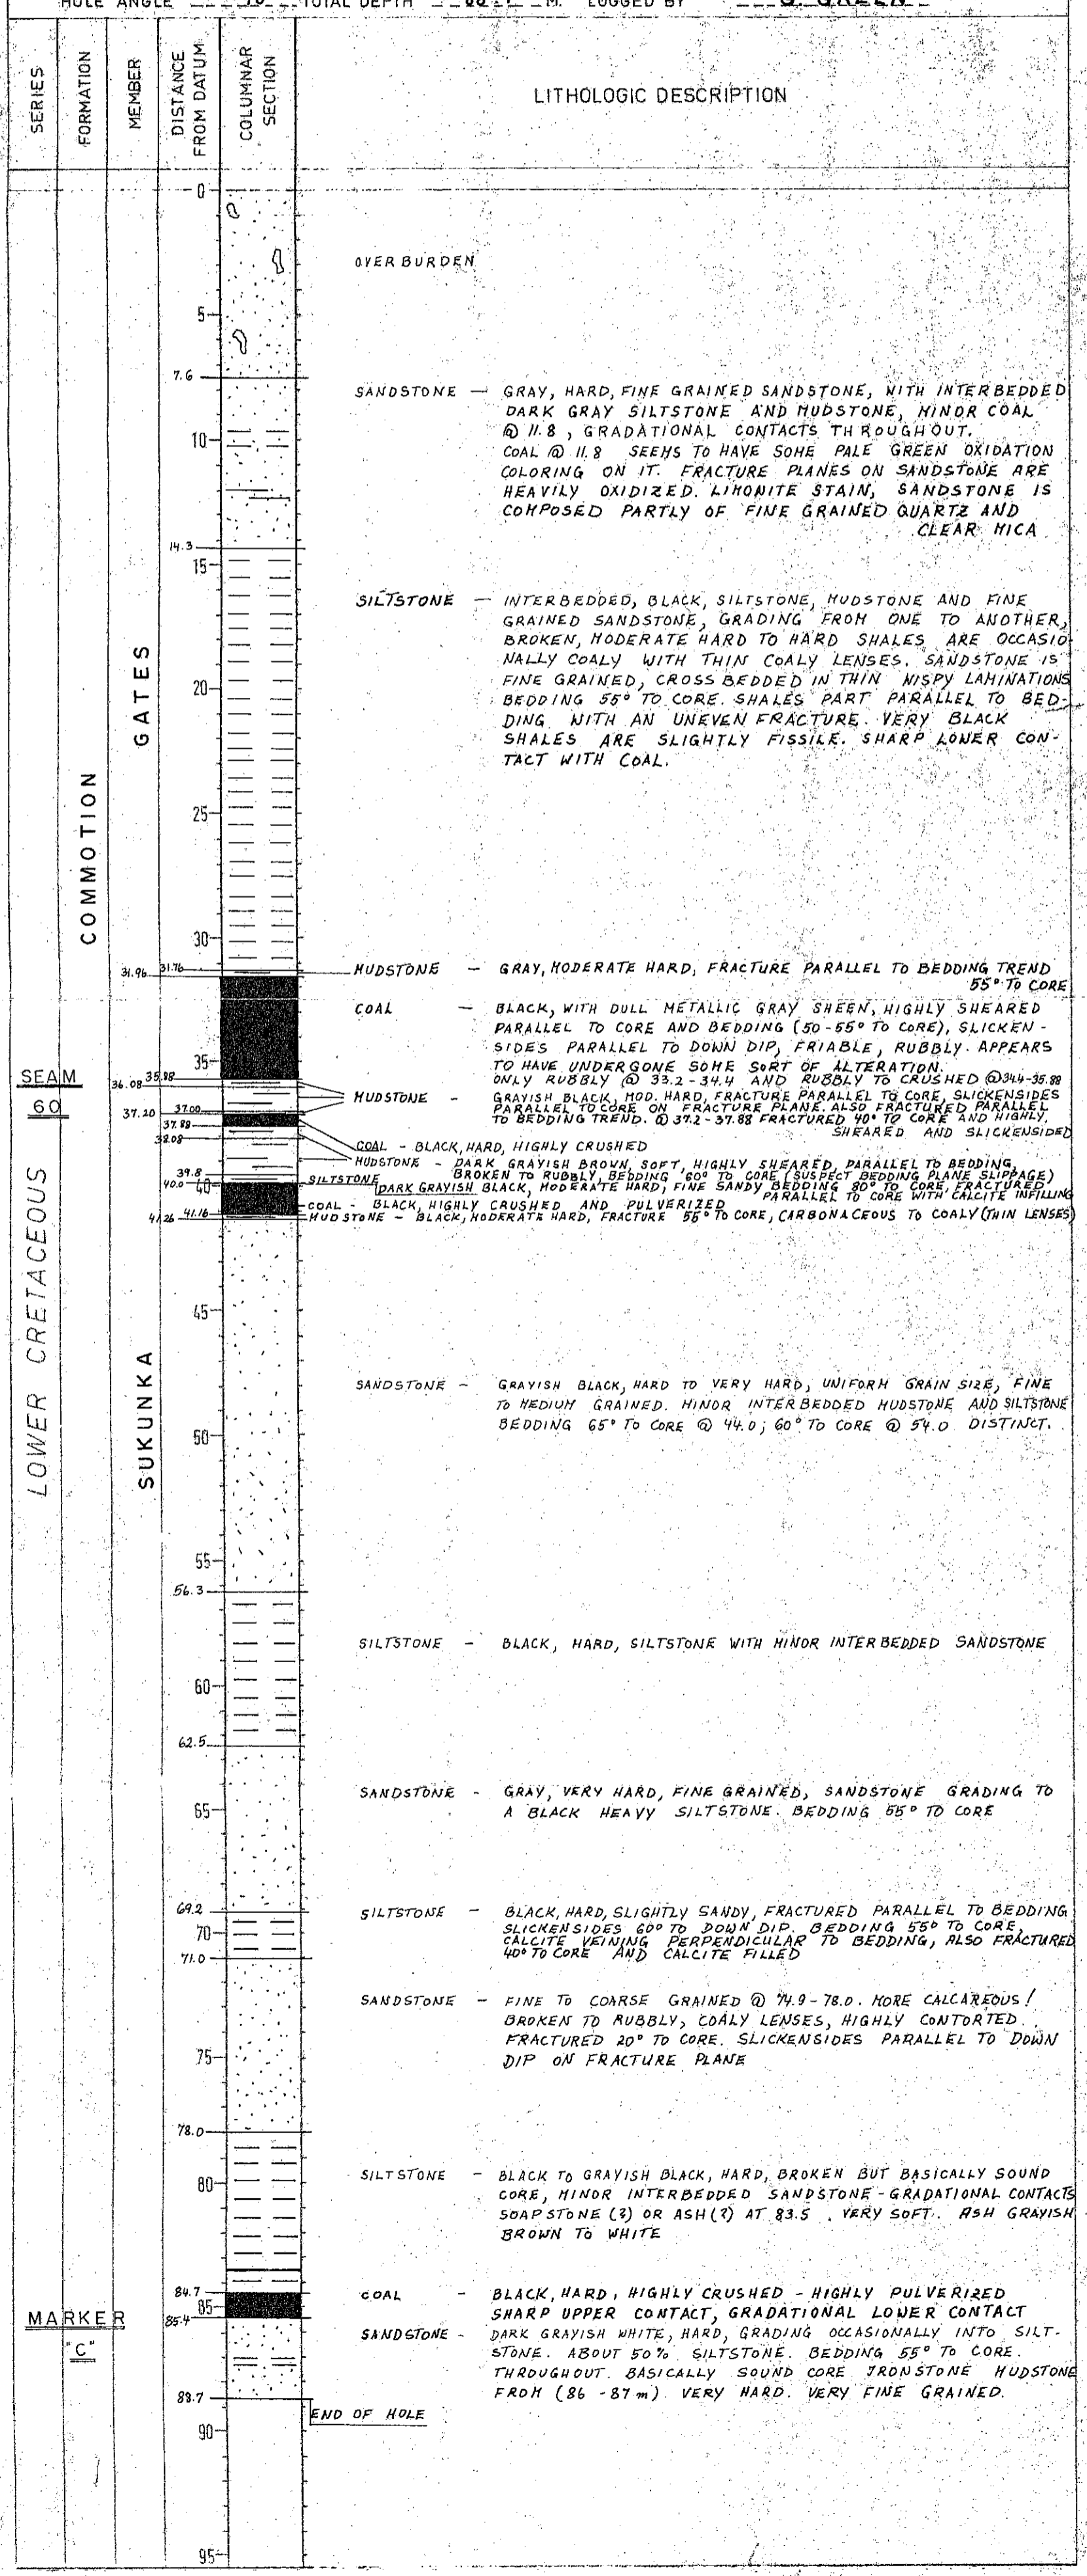 HOLE ANGLE TOTAL DEPTH M. LOGGED BY G. GREEN
SERIES
FORMATION
MEMBER
DISTANCE FROM DATUM
COLUMNAR SECTION
LITHOLOGIC DESCRIPTION
0
OVERBURDEN
5
7.6
SANDSTONE — GRAY, HARD, FINE GRAINED SANDSTONE, WITH INTERBEDDED
DARK GRAY SILTSTONE AND MUDSTONE, MINOR COAL
@ 11.8, GRADATIONAL CONTACTS THROUGHOUT.
10
COAL @ 11.8 SEEMS TO HAVE SOME PALE GREEN OXIDATION
COLORING ON IT. FRACTURE PLANES ON SANDSTONE ARE
HEAVILY OXIDIZED. LIMONITE STAIN, SANDSTONE IS
COMPOSED PARTLY OF FINE GRAINED QUARTZ AND
CLEAR MICA
14.3
15
SILTSTONE — INTERBEDDED, BLACK, SILTSTONE, MUDSTONE AND FINE
GRAINED SANDSTONE, GRADING FROM ONE TO ANOTHER,
BROKEN, MODERATE HARD TO HARD SHALES ARE OCCASIO
NALLY COALY WITH THIN COALY LENSES. SANDSTONE IS
FINE GRAINED, CROSS BEDDED IN THIN WISPY LAMINATIONS
BEDDING 55° TO CORE. SHALES PART PARALLEL TO BED-
DING WITH AN UNEVEN FRACTURE. VERY BLACK
SHALES ARE SLIGHTLY FISSILE. SHARP LOWER CON-
TACT WITH COAL.
20
GATES
25
COMMOTION
30
31.96 31.76
MUDSTONE — GRAY, MODERATE HARD, FRACTURE PARALLEL TO BEDDING TREND
55° TO CORE
COAL — BLACK, WITH DULL METALLIC GRAY SHEEN, HIGHLY SHEARED
PARALLEL TO CORE AND BEDDING (50-55° TO CORE), SLICKEN-
SIDES PARALLEL TO DOWN DIP, FRIABLE, RUBBLY. APPEARS
TO HAVE UNDERGONE SOME SORT OF ALTERATION.
ONLY RUBBLY @ 33.2-34.4 AND RUBBLY TO CRUSHED @34.4-35.88
35
SEAM
60
36.08 35.88
MUDSTONE - GRAYISH BLACK, MOD. HARD, FRACTURE PARALLEL TO CORE, SLICKENSIDES
PARALLEL TO CORE ON FRACTURE PLANE. ALSO FRACTURED PARALLEL
TO BEDDING TREND. @ 37.2-37.88 FRACTURED 40° TO CORE AND HIGHLY
SHEARED AND SLICKENSIDED
37.20 37.00
37.88
38.08
COAL - BLACK, HARD, HIGHLY CRUSHED
MUDSTONE - DARK GRAYISH BROWN, SOFT, HIGHLY SHEARED, PARALLEL TO BEDDING,
BROKEN TO RUBBLY, BEDDING 60° TO CORE (SUSPECT BEDDING PLANE SLIPPAGE)
39.8
40.0
40
SILTSTONE DARK GRAYISH BLACK, MODERATE HARD, FINE SANDY BEDDING 80° TO CORE, FRACTURED
PARALLEL TO CORE WITH CALCITE INFILLING
COAL - BLACK, HIGHLY CRUSHED AND PULVERIZED
41.26 41.16
MUDSTONE - BLACK, MODERATE HARD, FRACTURE 55° TO CORE, CARBONACEOUS TO COALY (THIN LENSES)
LOWER CRETACEOUS
45
SUKUNKA
SANDSTONE - GRAYISH BLACK, HARD TO VERY HARD, UNIFORM GRAIN SIZE, FINE
TO MEDIUM GRAINED. MINOR INTERBEDDED MUDSTONE AND SILTSTONE
BEDDING 65° TO CORE @ 44.0; 60° TO CORE @ 54.0 DISTINCT.
50
55
56.3
SILTSTONE - BLACK, HARD, SILTSTONE WITH MINOR INTERBEDDED SANDSTONE
60
62.5
SANDSTONE - GRAY, VERY HARD, FINE GRAINED, SANDSTONE GRADING TO
A BLACK HEAVY SILTSTONE. BEDDING 55° TO CORE
65
69.2
SILTSTONE - BLACK, HARD, SLIGHTLY SANDY, FRACTURED PARALLEL TO BEDDING
SLICKENSIDES 60° TO DOWN DIP. BEDDING 55° TO CORE,
CALCITE VEINING PERPENDICULAR TO BEDDING, ALSO FRACTURED
40° TO CORE AND CALCITE FILLED
70
71.0
SANDSTONE - FINE TO COARSE GRAINED @ 74.9-78.0. MORE CALCAREOUS!
BROKEN TO RUBBLY, COALY LENSES, HIGHLY CONTORTED.
FRACTURED 20° TO CORE. SLICKENSIDES PARALLEL TO DOWN
DIP ON FRACTURE PLANE
75
78.0
SILTSTONE - BLACK TO GRAYISH BLACK, HARD, BROKEN BUT BASICALLY SOUND
CORE, MINOR INTERBEDDED SANDSTONE - GRADATIONAL CONTACTS
SOAPSTONE (?) OR ASH(?) AT 83.5. VERY SOFT. ASH GRAYISH
BROWN TO WHITE
80
84.7
COAL - BLACK, HARD, HIGHLY CRUSHED - HIGHLY PULVERIZED
SHARP UPPER CONTACT, GRADATIONAL LOWER CONTACT
85
MARKER
"C"
85.4
SANDSTONE - DARK GRAYISH WHITE, HARD, GRADING OCCASIONALLY INTO SILT-
STONE. ABOUT 50% SILTSTONE. BEDDING 55° TO CORE.
THROUGHOUT. BASICALLY SOUND CORE IRONSTONE MUDSTONE
FROM (86-87m). VERY HARD. VERY FINE GRAINED.
88.7
END OF HOLE
90
95